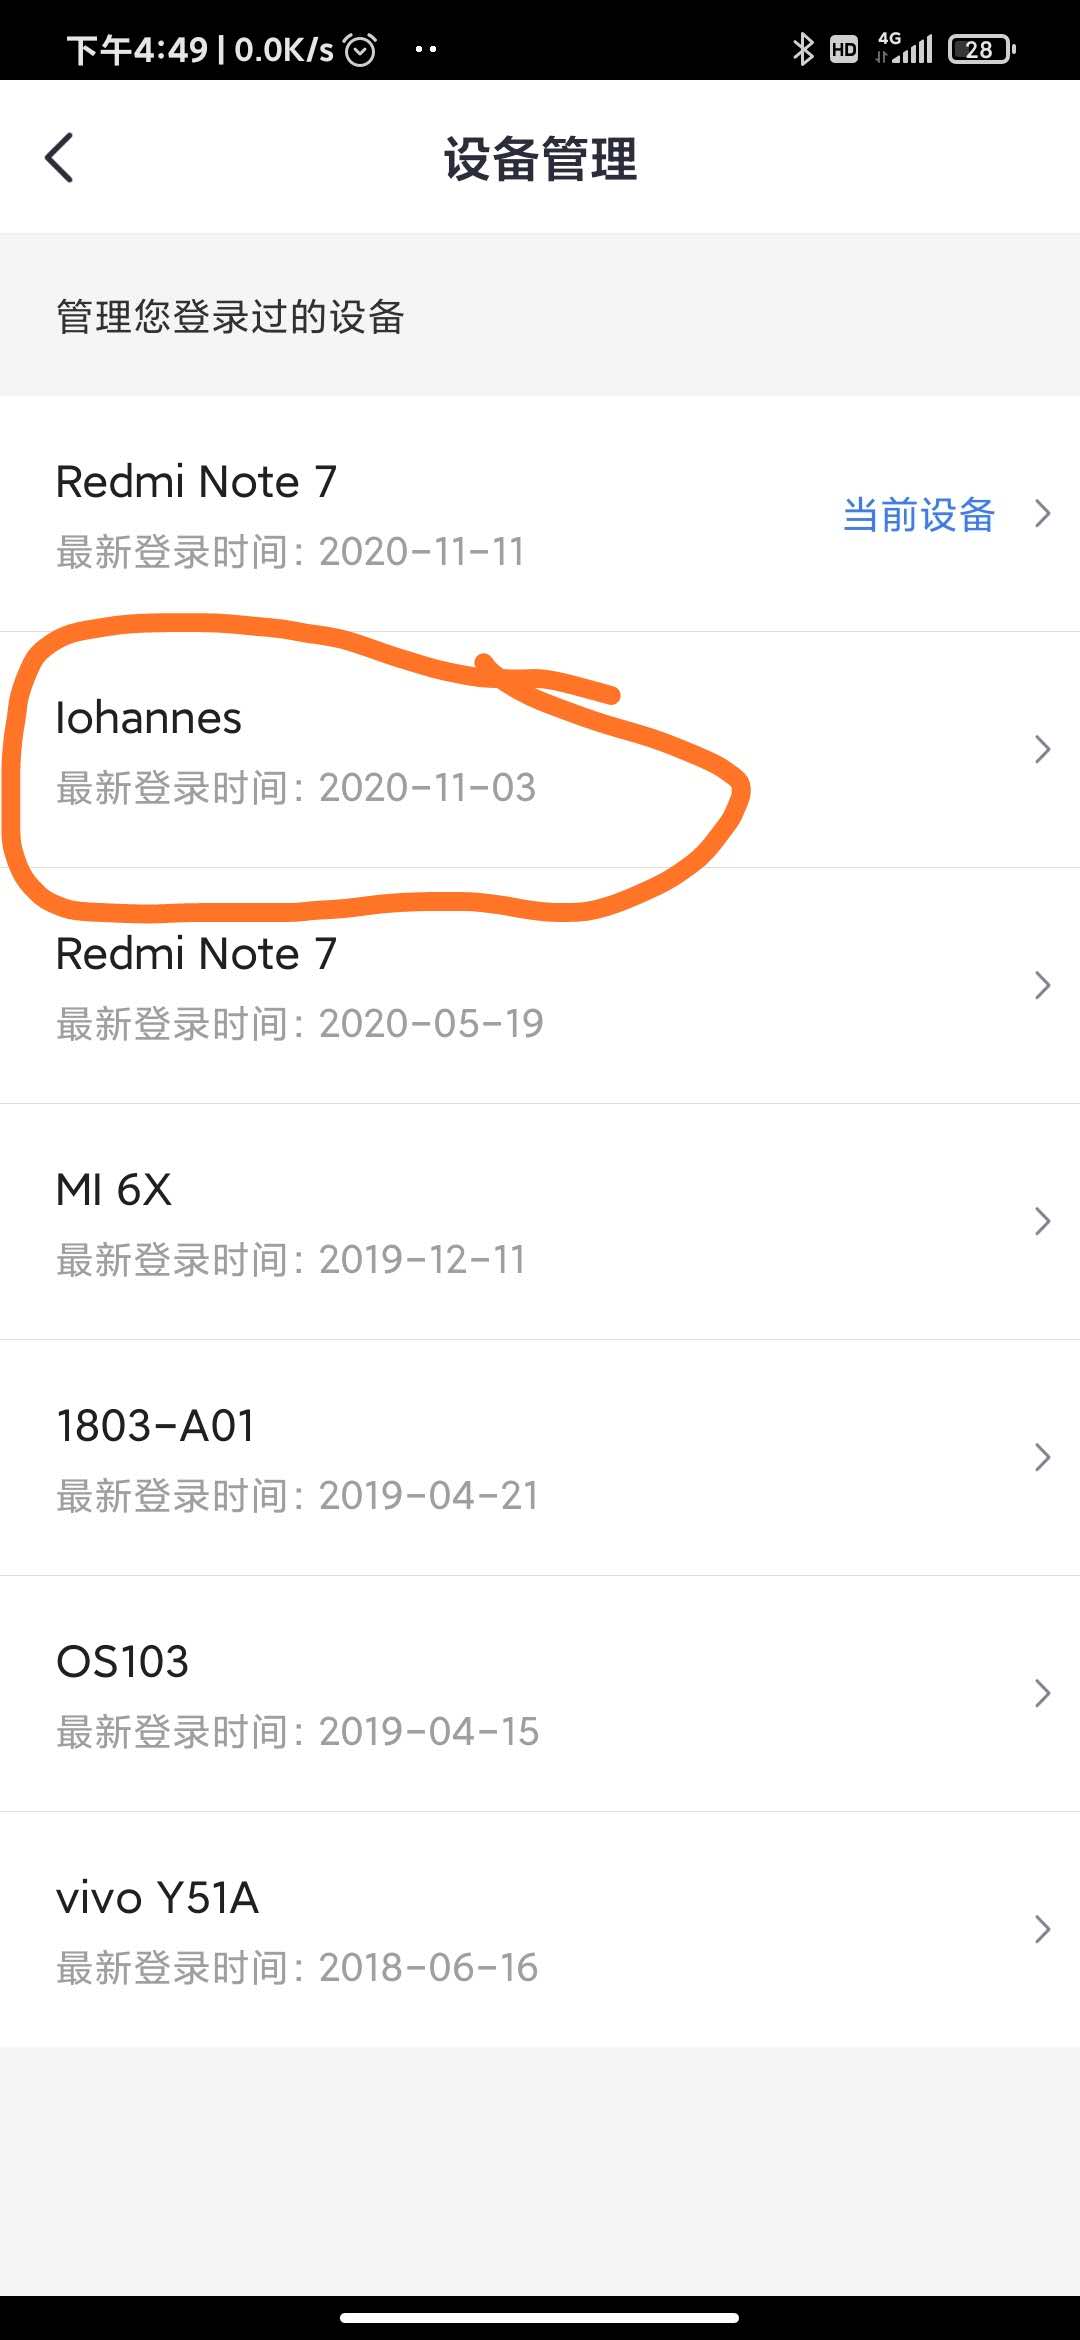 下午4:49 | 0.0K/s
HD 4G 28
设备管理
管理您登录过的设备
Redmi Note 7
最新登录时间：2020-11-11
当前设备
Iohannes
最新登录时间：2020-11-03
Redmi Note 7
最新登录时间：2020-05-19
MI 6X
最新登录时间：2019-12-11
1803-A01
最新登录时间：2019-04-21
OS103
最新登录时间：2019-04-15
vivo Y51A
最新登录时间：2018-06-16